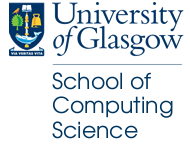 University
of Glasgow
VIA VERITAS VITA
School of
Computing
Science